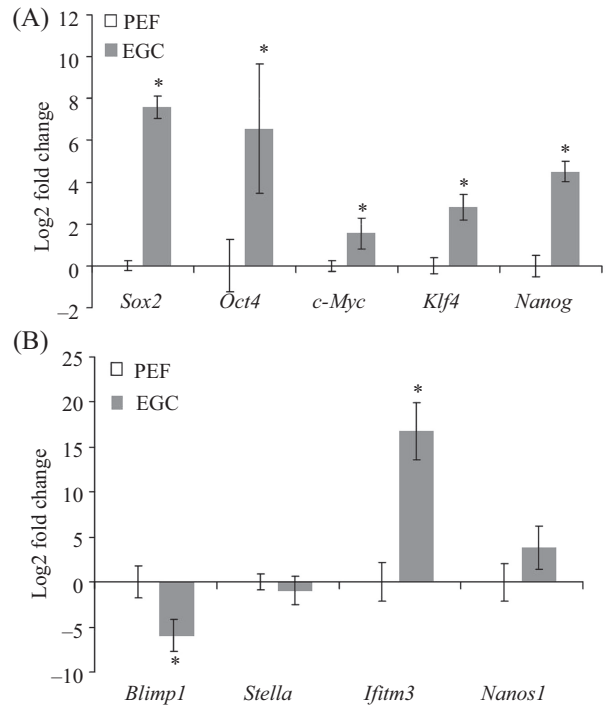 (A)
PEF
EGC
Log2 fold change
12
10
8
6
4
2
0
−2
* * * * *
Sox2 Oct4 c-Myc Klf4 Nanog
(B)
PEF
EGC
Log2 fold change
25
20
15
10
5
0
−5
−10
*
*
Blimp1 Stella Ifitm3 Nanos1